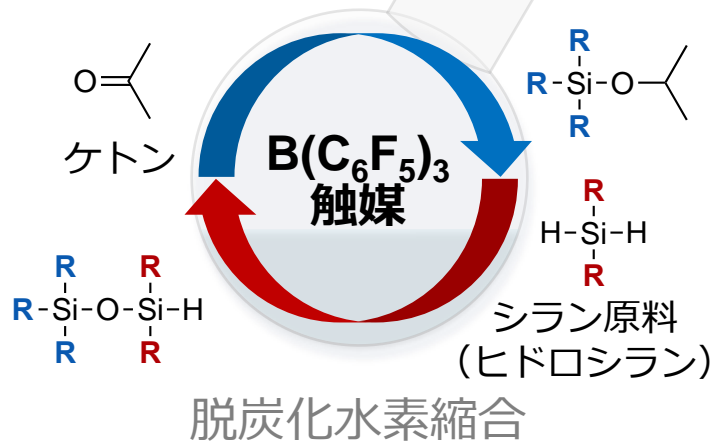 O
ケトン
R
R-Si-O
R
B(C₆F₅)₃
触媒
R
H-Si-H
R
シラン原料
(ヒドロシラン)
R R
R-Si-O-Si-H
R R
脱炭化水素縮合